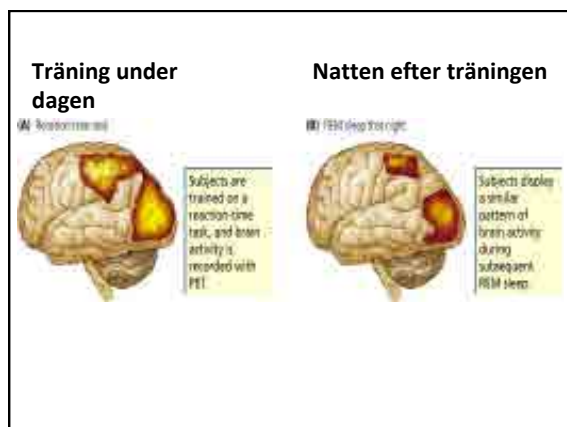 Träning under
dagen
Natten efter träningen
(A) Reaction-time task
(B) REM sleep that night
Subjects are
trained on a
reaction-time
task, and brain
activity is
recorded with
PET.
Subjects display
a similar
pattern of
brain activity
during
subsequent
REM sleep.